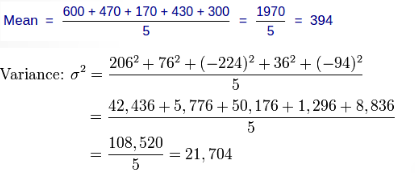 Mean = 600 + 470 + 170 + 430 + 300 / 5 = 1970 / 5 = 394
Variance: σ² = 206² + 76² + (−224)² + 36² + (−94)² / 5
= 42,436 + 5,776 + 50,176 + 1,296 + 8,836 / 5
= 108,520 / 5 = 21,704